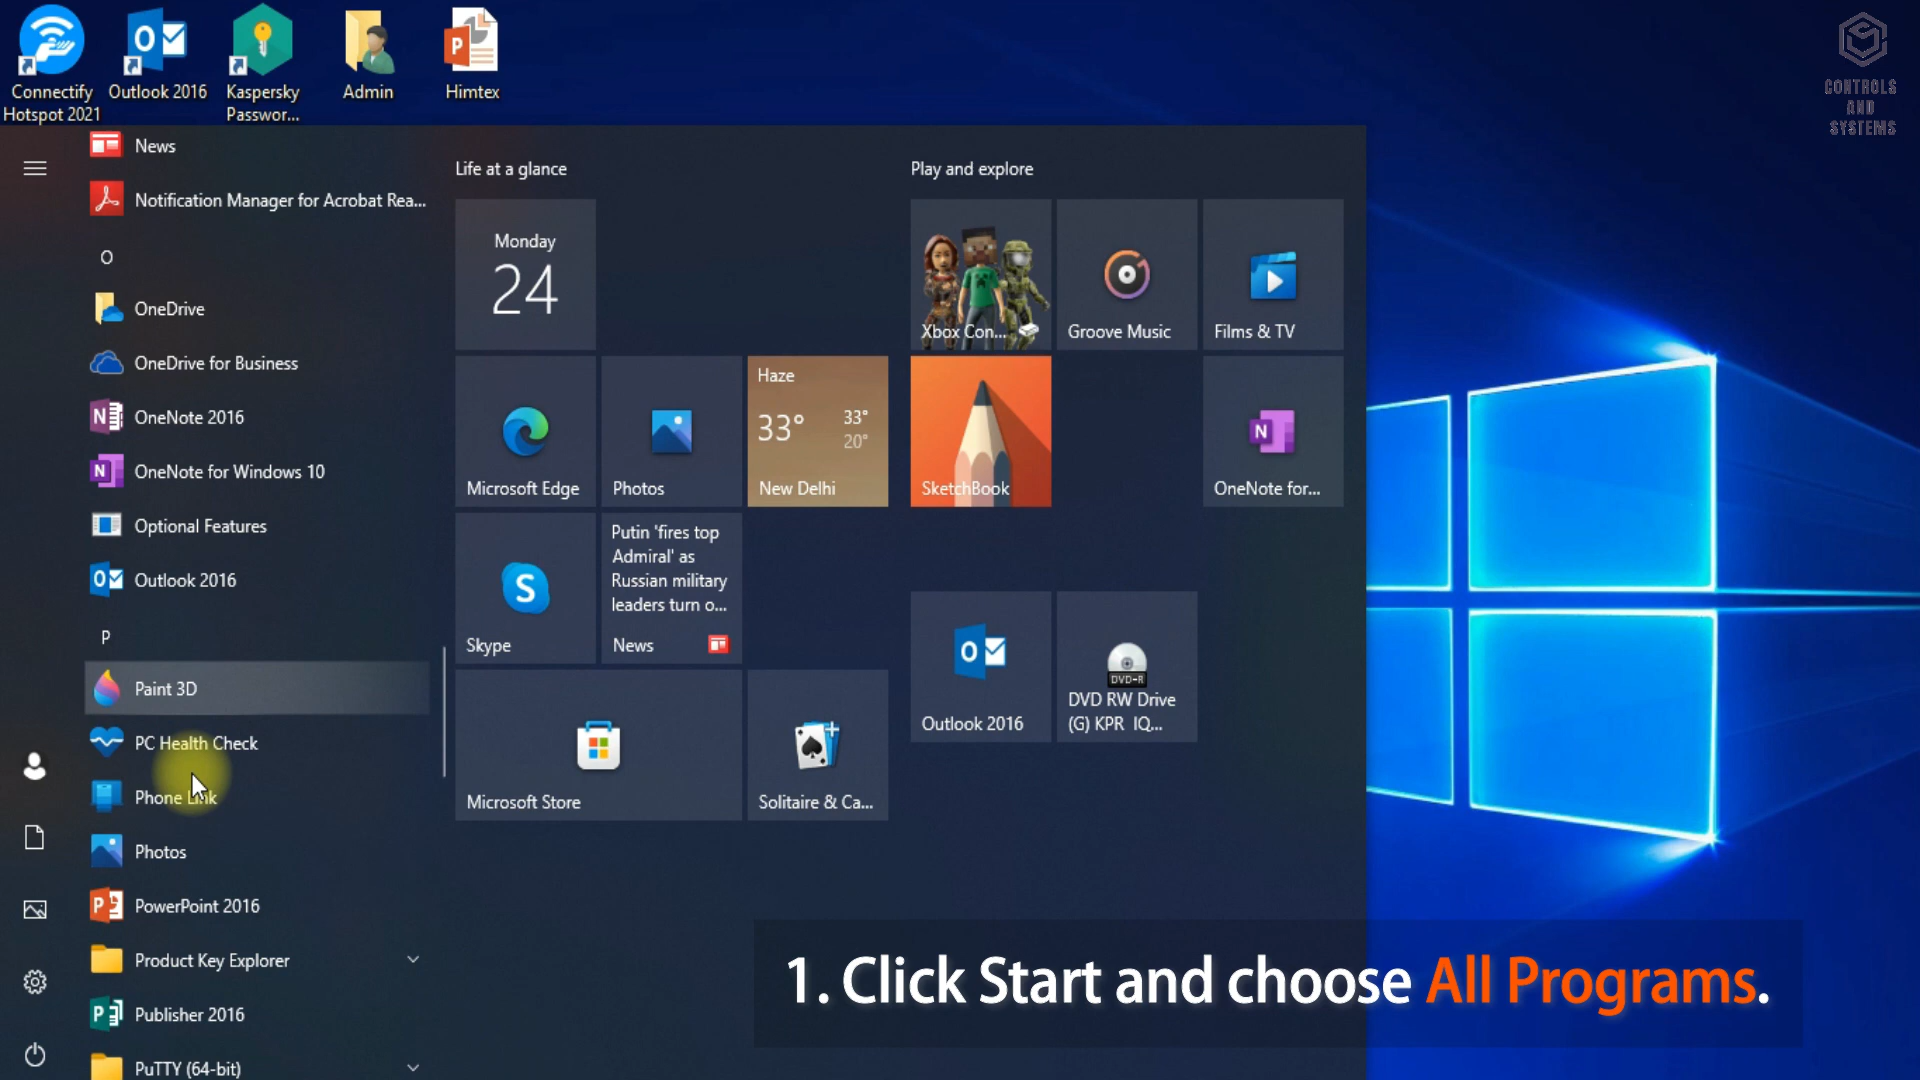 Connectify
Hotspot 2021
Outlook 2016
Kaspersky
Passwor...
Admin
Himtex
CONTROLS
AND
SYSTEMS
News
Notification Manager for Acrobat Rea...
O
OneDrive
OneDrive for Business
OneNote 2016
OneNote for Windows 10
Optional Features
Outlook 2016
P
Paint 3D
PC Health Check
Phone Link
Photos
PowerPoint 2016
Product Key Explorer
Publisher 2016
PuTTY (64-bit)
Life at a glance
Monday
24
Microsoft Edge
Photos
Haze
33°
33°
20°
New Delhi
Skype
Putin 'fires top
Admiral' as
Russian military
leaders turn o...
News
Microsoft Store
Solitaire & Ca...
Play and explore
Xbox Con...
Groove Music
Films & TV
SketchBook
OneNote for...
Outlook 2016
DVD-R
DVD RW Drive
(G) KPR IQ...
1. Click Start and choose All Programs.